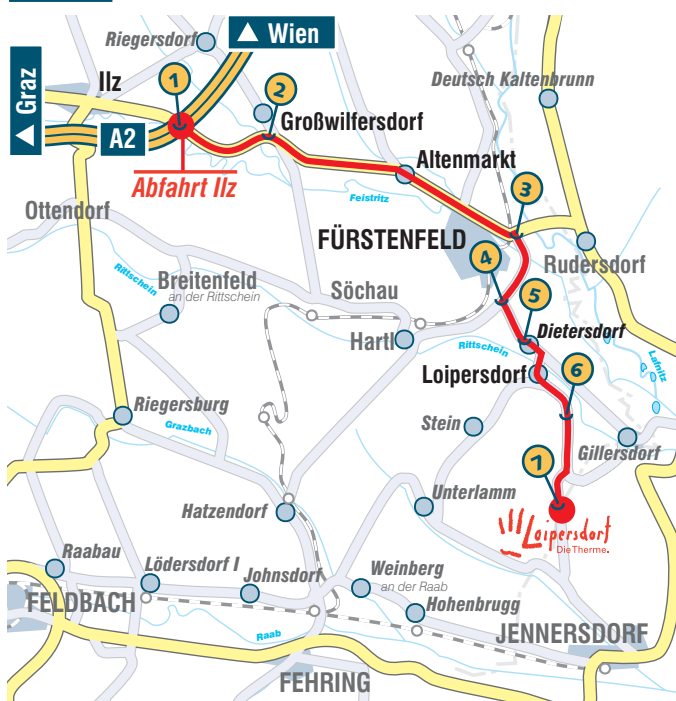 Riegersdorf
Wien
Graz
Ilz
1
2
Deutsch Kaltenbrunn
A2
Großwilfersdorf
Abfahrt Ilz
Altenmarkt
Feistritz
3
Ottendorf
FÜRSTENFELD
4
Rudersdorf
Rittschein
Breitenfeld
an der Rittschein
Söchau
5
Dietersdorf
Hartl
Rittschein
Lafnitz
Loipersdorf
6
Riegersburg
Grazbach
Stein
Gillersdorf
7
Unterlamm
Hatzendorf
Loipersdorf
Die Therme.
Raabau
Lödersdorf I
Johnsdorf
Weinberg
an der Raab
FELDBACH
Hohenbrugg
Raab
JENNERSDORF
FEHRING